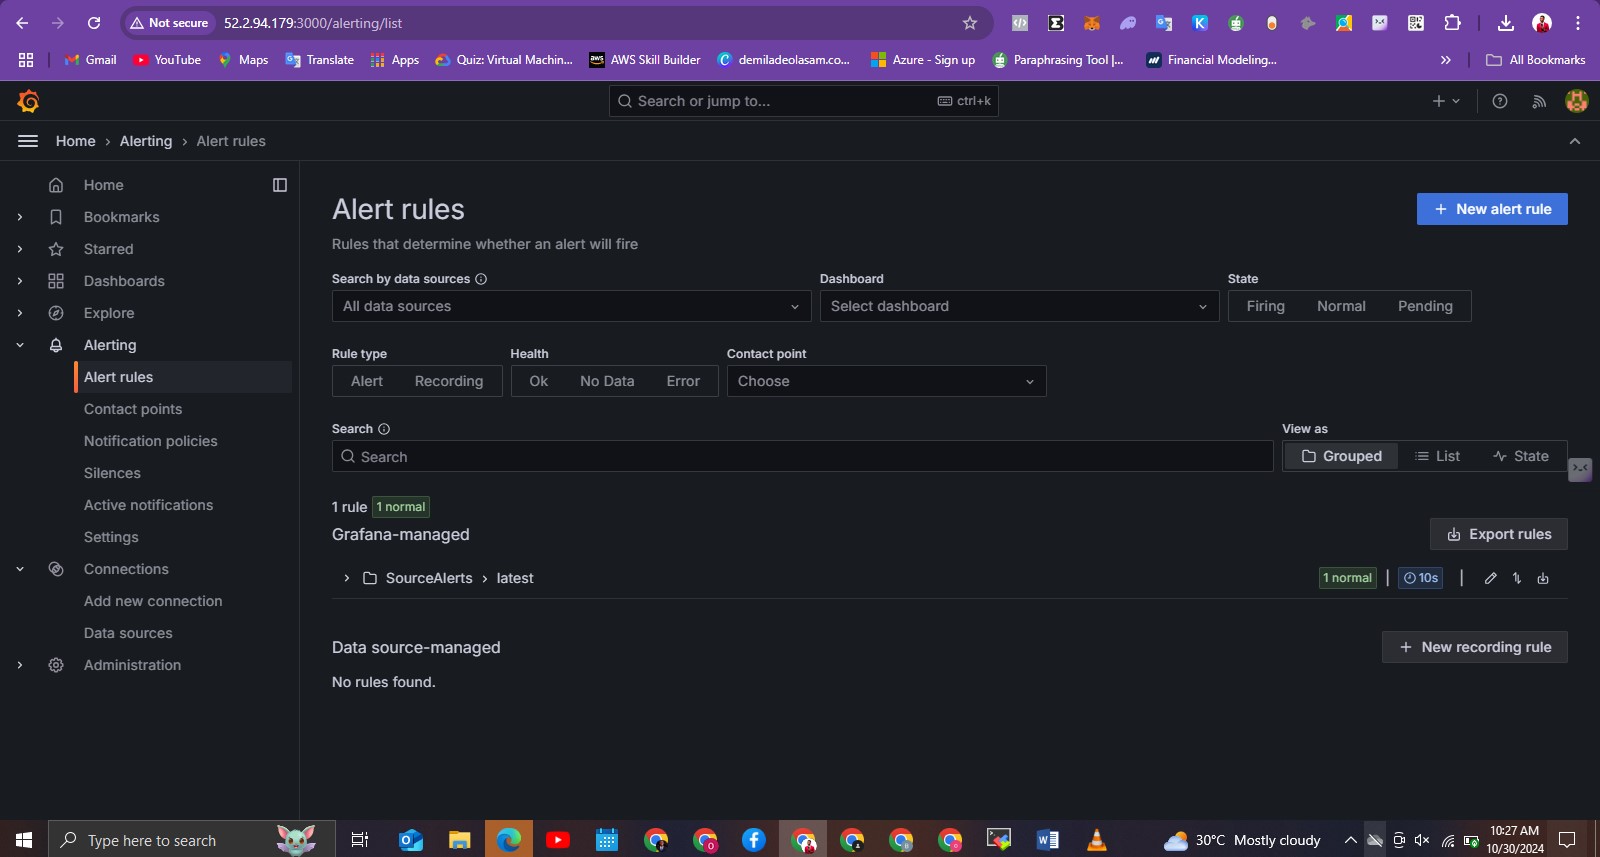 Not secure 52.2.94.179:3000/alerting/list
Gmail YouTube Maps Translate Apps Quiz: Virtual Machin... AWS Skill Builder demiladeolasam.co... Azure - Sign up Paraphrasing Tool |... Financial Modeling... » All Bookmarks
Search or jump to... ctrl+k
Home › Alerting › Alert rules
Home
Bookmarks
Starred
Dashboards
Explore
Alerting
Alert rules
Contact points
Notification policies
Silences
Active notifications
Settings
Connections
Add new connection
Data sources
Administration
Alert rules
+ New alert rule
Rules that determine whether an alert will fire
Search by data sources Dashboard State
All data sources Select dashboard Firing Normal Pending
Rule type Health Contact point
Alert Recording Ok No Data Error Choose
Search View as
Search Grouped List State
1 rule 1 normal
Grafana-managed Export rules
SourceAlerts › latest 1 normal | 10s |
Data source-managed + New recording rule
No rules found.
Type here to search 30°C Mostly cloudy 10:27 AM
10/30/2024